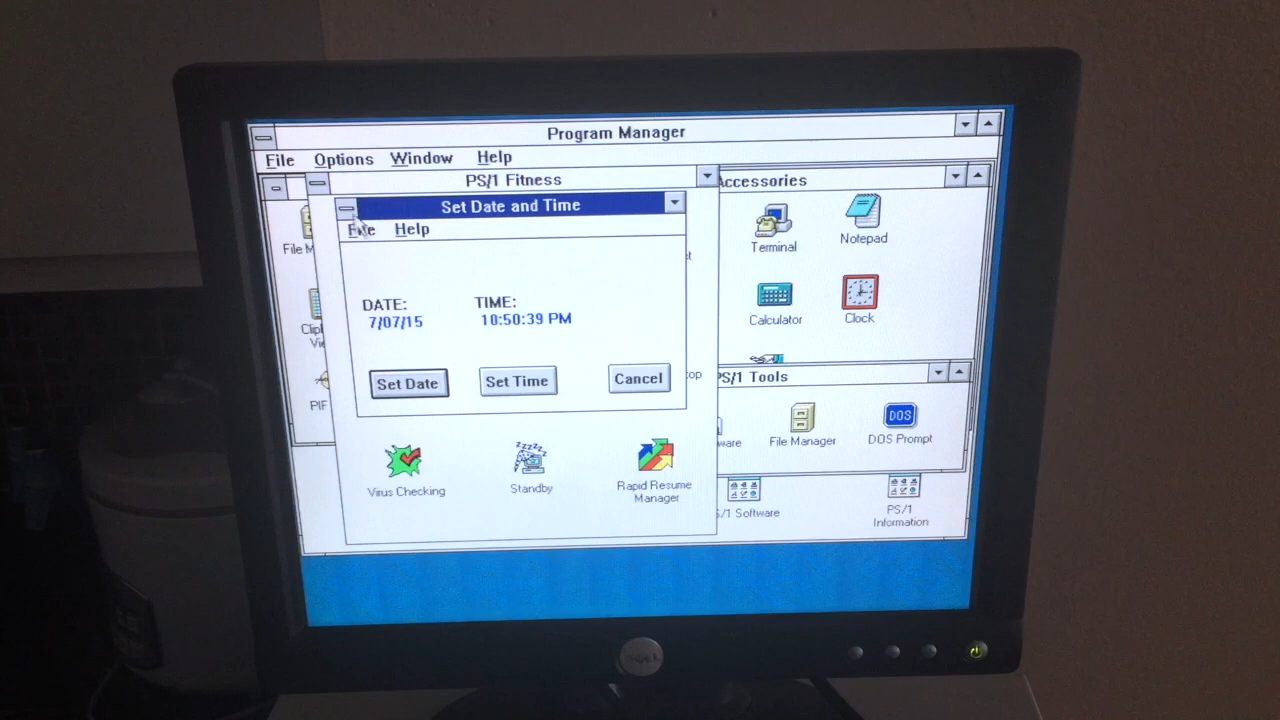 Program Manager
File Options Window Help
PS/1 Fitness
Accessories
Set Date and Time
File Help
Terminal
Notepad
DATE: TIME:
7/07/15 10:50:39 PM
Calculator
Clock
PS/1 Tools
Set Date
Set Time
Cancel
File Manager
DOS
DOS Prompt
PIF
Virus Checking
zzzzz
Standby
Rapid Resume
Manager
/1 Software
PS/1
Information
DELL